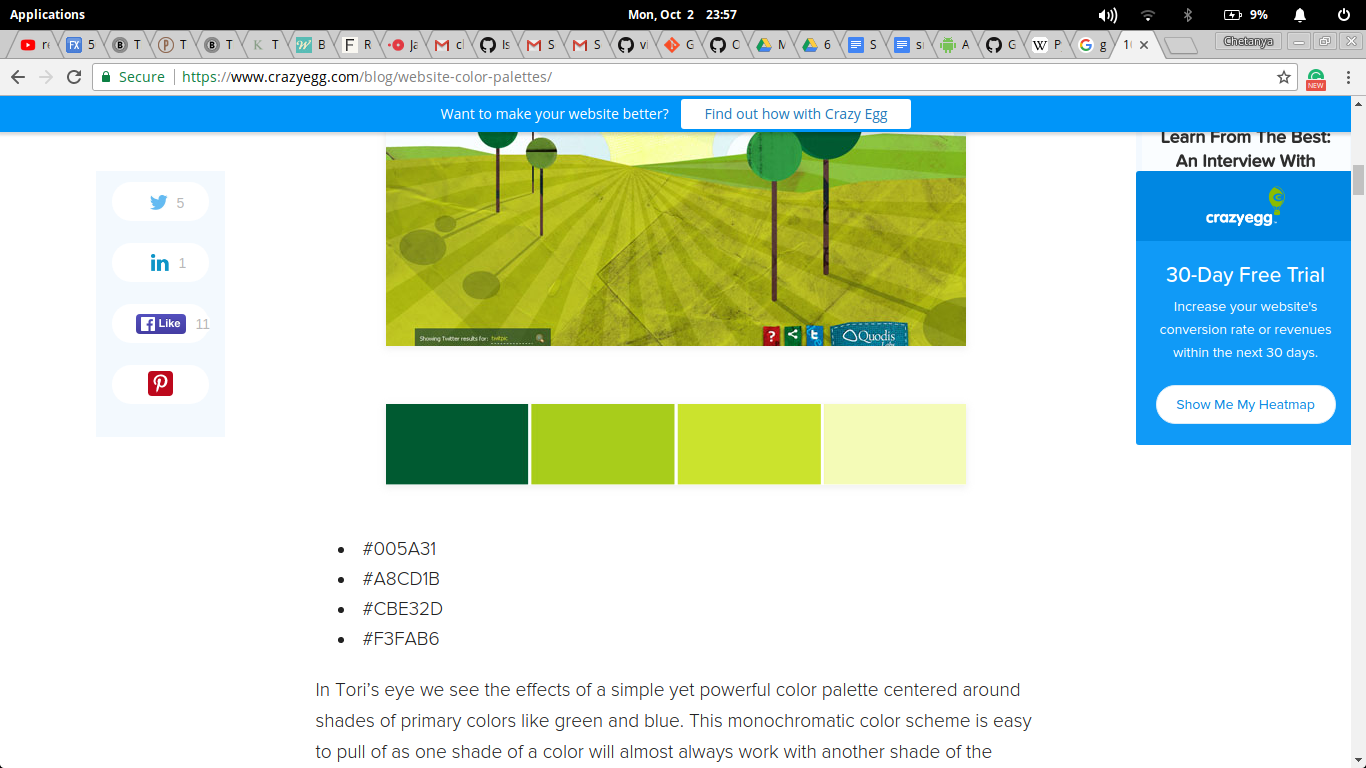 Applications
Mon, Oct 2 23:57
9%
5
T
T
T
K T
B
F R
Ja
S
S
G
M
6
S
A
G
W P
g
Chetanya
Secure
https://www.crazyegg.com/blog/website-color-palettes/
NEW
Want to make your website better?
Find out how with Crazy Egg
Learn From The Best:
An Interview With
5
1
Like 11
Showing Twitter results for: twitpic
?
Quodis
crazyegg
30-Day Free Trial
Increase your website's
conversion rate or revenues
within the next 30 days.
Show Me My Heatmap
#005A31
#A8CD1B
#CBE32D
#F3FAB6
In Tori’s eye we see the effects of a simple yet powerful color palette centered around
shades of primary colors like green and blue. This monochromatic color scheme is easy
to pull of as one shade of a color will almost always work with another shade of the